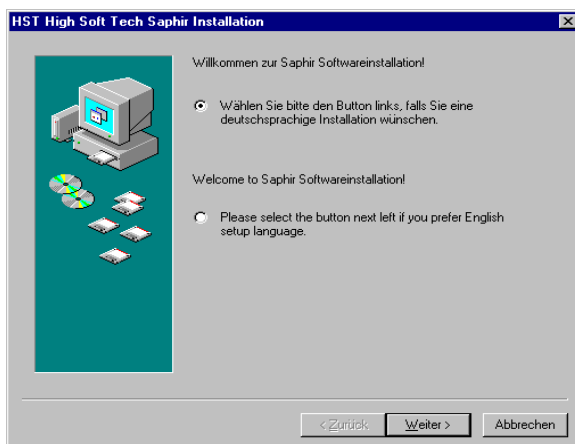 HST High Soft Tech Saphir Installation
Willkommen zur Saphir Softwareinstallation!
Wählen Sie bitte den Button links, falls Sie eine
deutschsprachige Installation wünschen.
Welcome to Saphir Softwareinstallation!
Please select the button next left if you prefer English
setup language.
< Zurück
Weiter >
Abbrechen